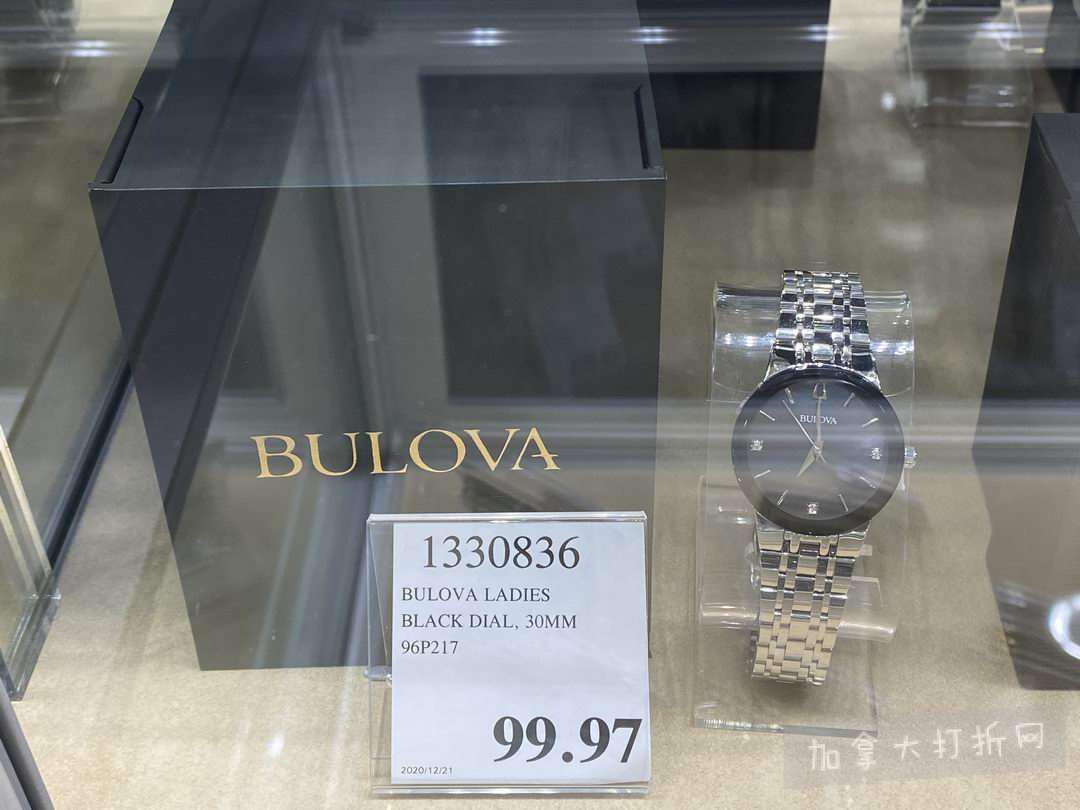 BULOVA
BULOVA
1330836
BULOVA LADIES
BLACK DIAL, 30MM
96P217
99.97
2020/12/21
加拿大打折网